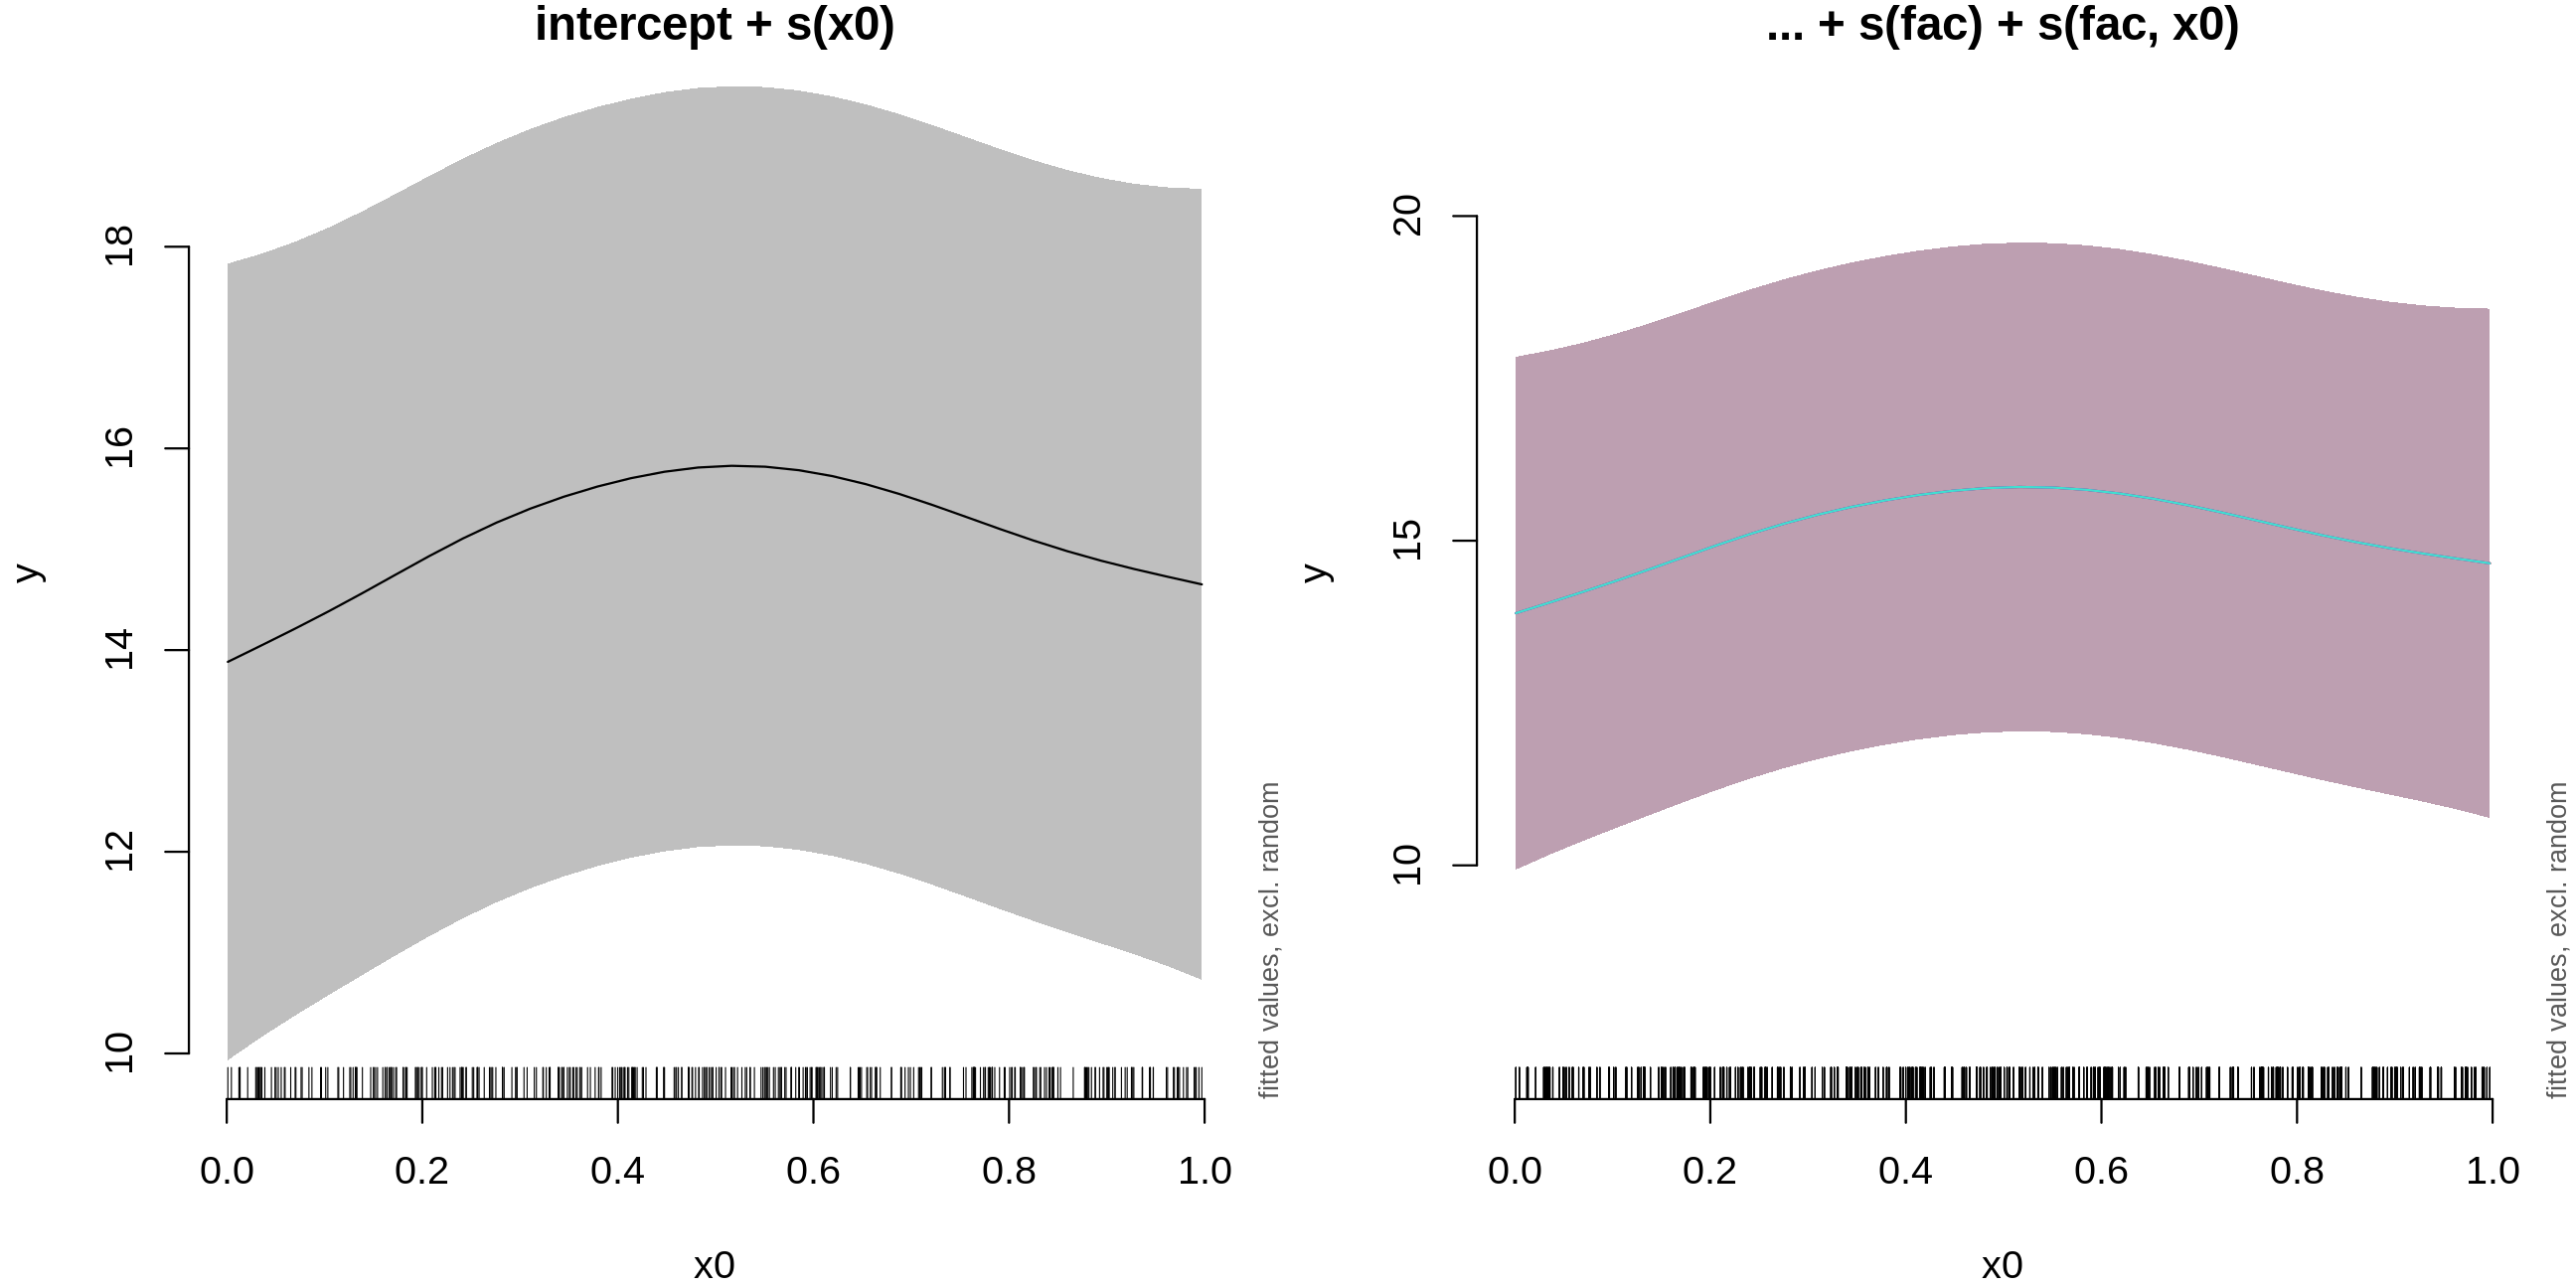 intercept + s(x0)
y
18
16
14
12
10
0.0 0.2 0.4 0.6 0.8 1.0
x0
fitted values, excl. random
... + s(fac) + s(fac, x0)
y
20
15
10
0.0 0.2 0.4 0.6 0.8 1.0
x0
fitted values, excl. random